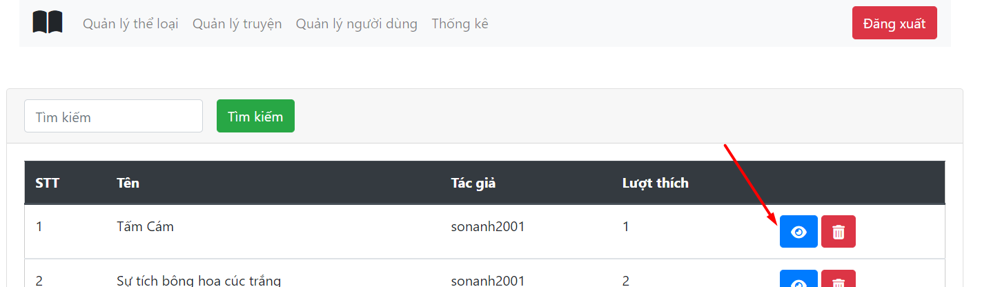 Quản lý thể loại Quản lý truyện Quản lý người dùng Thống kê Đăng xuất
Tìm kiếm Tìm kiếm
STT Tên Tác giả Lượt thích
1 Tấm Cám sonanh2001 1
2 Sự tích bông hoa cúc trắng sonanh2001 2